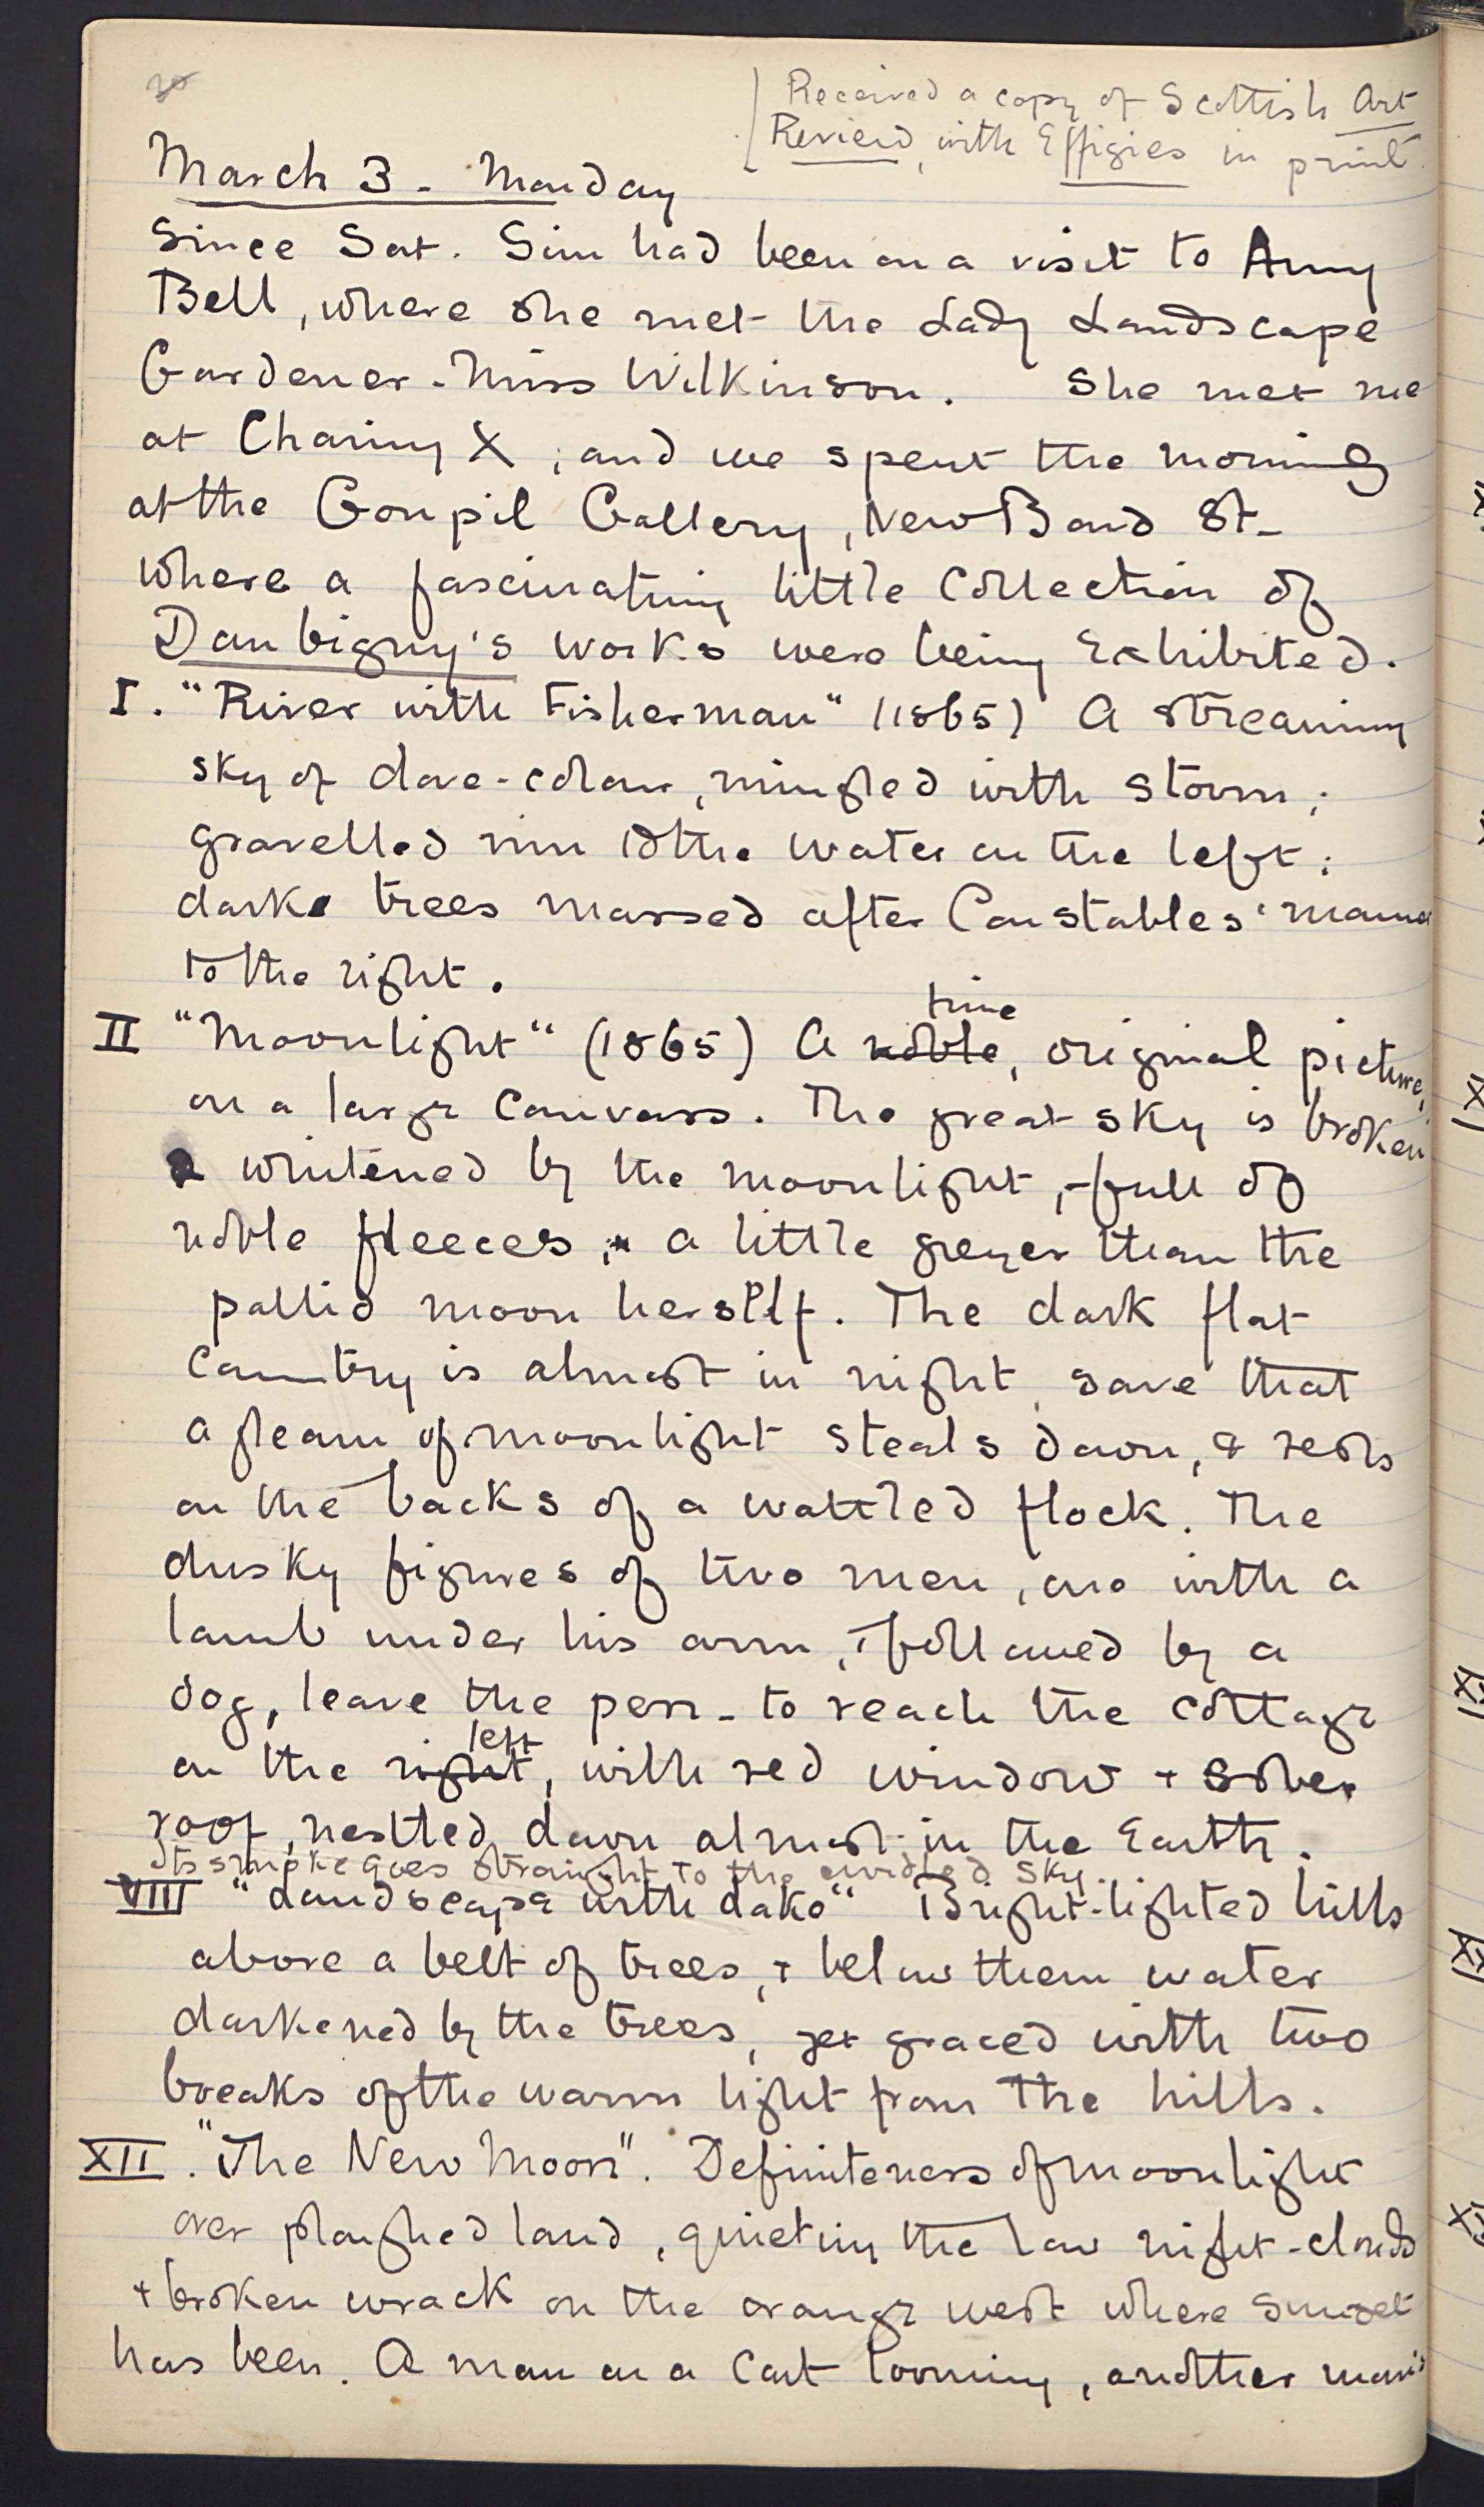 Received a copy of Scottish Art
Review, with Effigies in print.
March 3 - Monday
Since Sat. Sim had been on a visit to Amy
Bell, where she met the Lady Landscape
Gardener - Miss Wilkinson. She met me
at Charing X, and we spent the morning
at the Goupil Gallery, New Bond St -
where a fascinating little collection of
Daubigny's works were being Exhibited.
I. "River with Fisherman" (1865) A streaming
sky of dove-colour, mingled with storm;
gravelled rim to the water on the left;
dark trees massed after Constables' manner
to the right.
time
II "Moonlight" (1865) A noble, original picture,
on a large Canvass. The great sky is broken
& whitened by the moonlight, - full of
noble fleeces, a little greyer than the
pallid moon herself. The dark flat
Country is almost in night, save that
a gleam of moonlight steals down, & rests
on the backs of a wattled flock. The
dusky figures of two men, one with a
lamb under his arm, & followed by a
dog, leave the pen - to reach the cottage
left
on the right, with red window + sober
roof, nestled down almost in the Earth.
Its smoke goes straight to the sky.
VIII "Landscape with Lake" Bright-lighted hills
above a belt of trees, + below them water
darkened by the trees, yet graced with two
breaks of the warm light from the hills.
XII. "The New Moon". Definiteness of moonlight
over ploughed land, quieting the low night-clouds
+ broken wrack on the orange west where sunset
has been. A man on a Cart looming, another man's